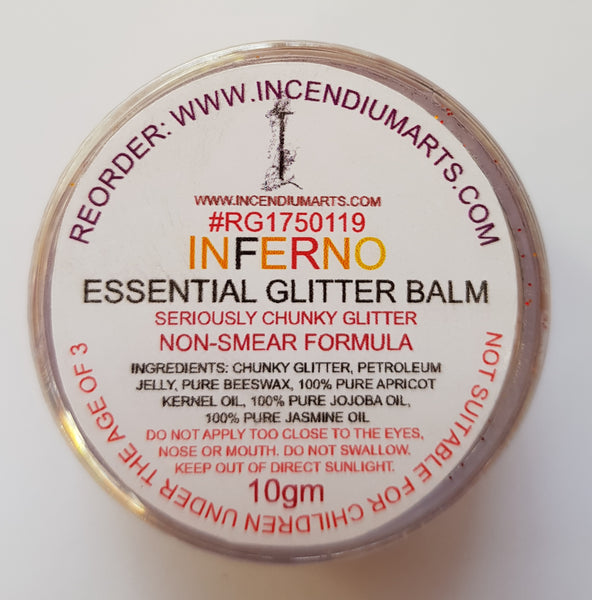 REORDER: WWW.INCENDIUMARTS.COM
WWW.INCENDIUMARTS.COM
#RG1750119
INFERNO
ESSENTIAL GLITTER BALM
SERIOUSLY CHUNKY GLITTER
NON-SMEAR FORMULA
INGREDIENTS: CHUNKY GLITTER, PETROLEUM
JELLY, PURE BEESWAX, 100% PURE APRICOT
KERNEL OIL, 100% PURE JOJOBA OIL,
100% PURE JASMINE OIL
DO NOT APPLY TOO CLOSE TO THE EYES,
NOSE OR MOUTH. DO NOT SWALLOW.
KEEP OUT OF DIRECT SUNLIGHT.
10gm
NOT SUITABLE FOR CHILDREN UNDER THE AGE OF 3